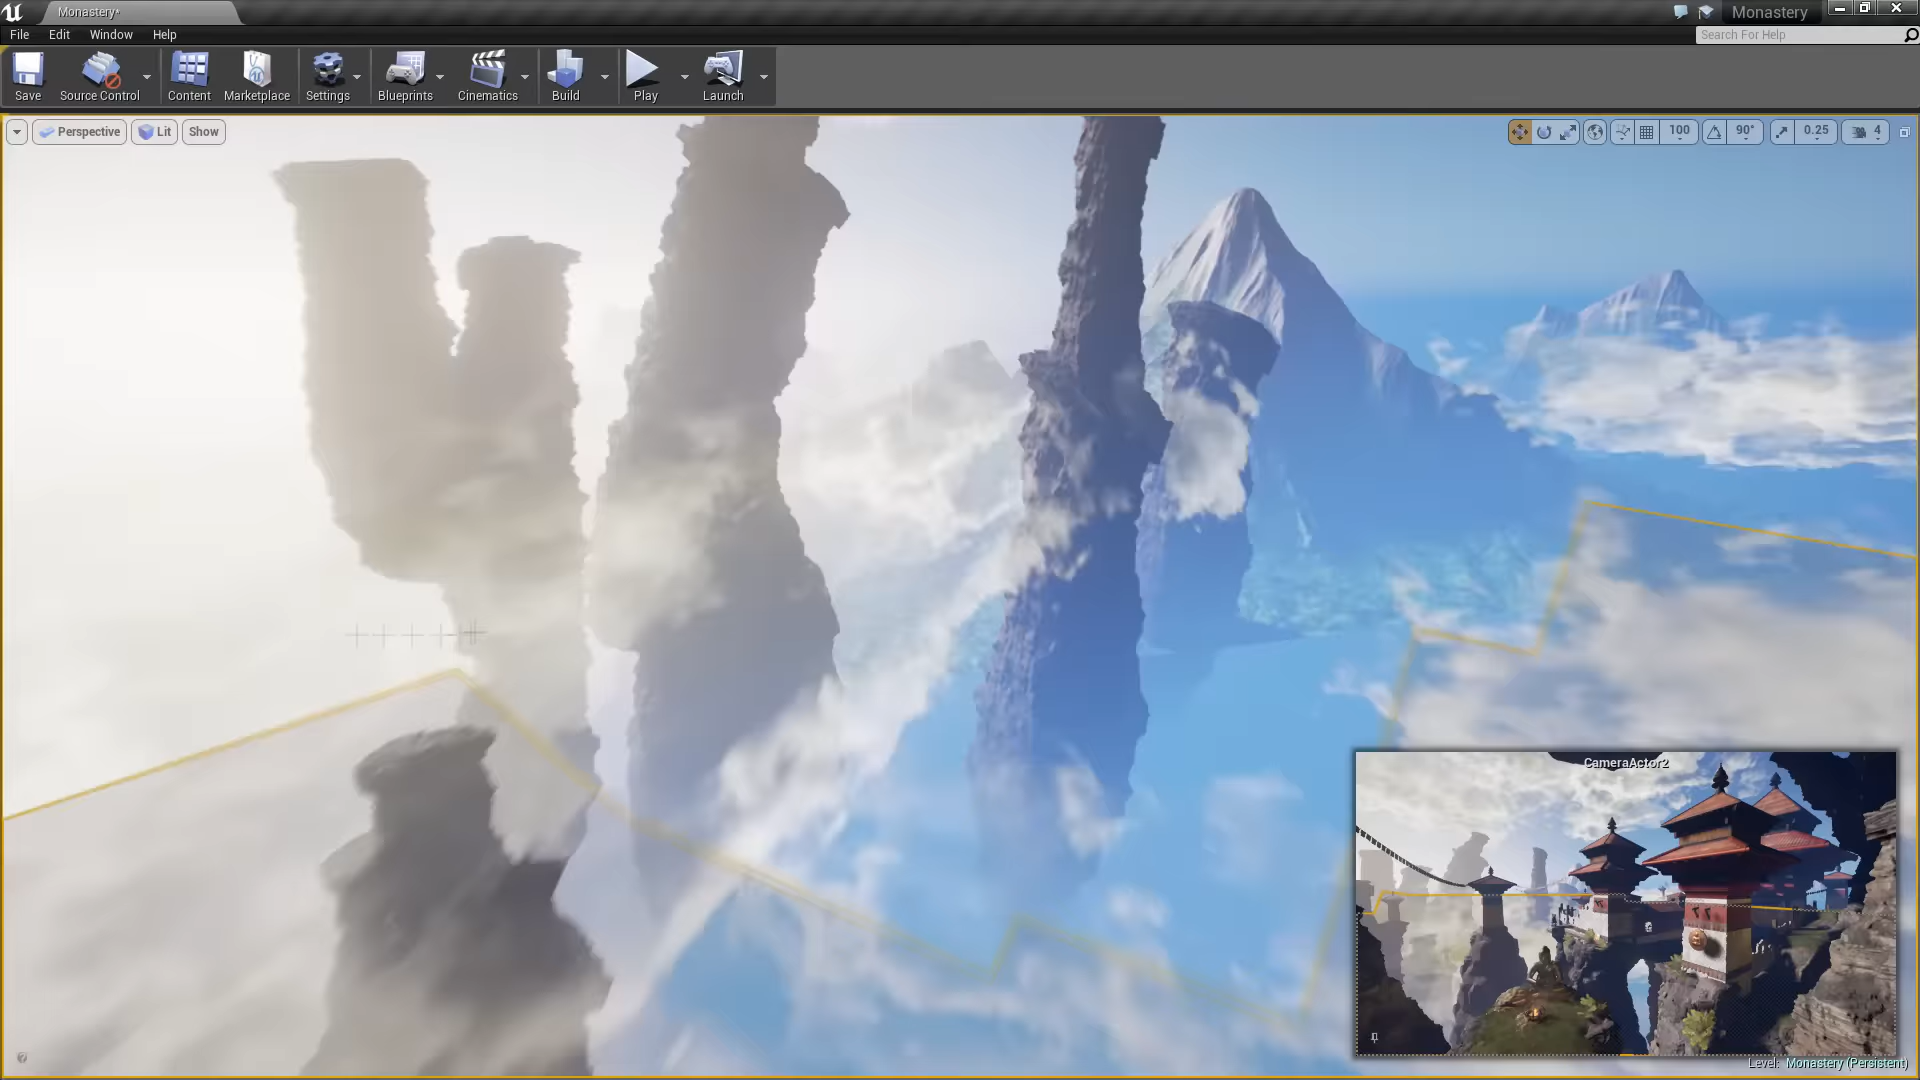 Monastery*
Monastery
File Edit Window Help
Search For Help
Save Source Control Content Marketplace Settings Blueprints Cinematics Build Play Launch
Perspective Lit Show
100 90° 0.25 4
CameraActor2
Level: Monastery (Persistent)